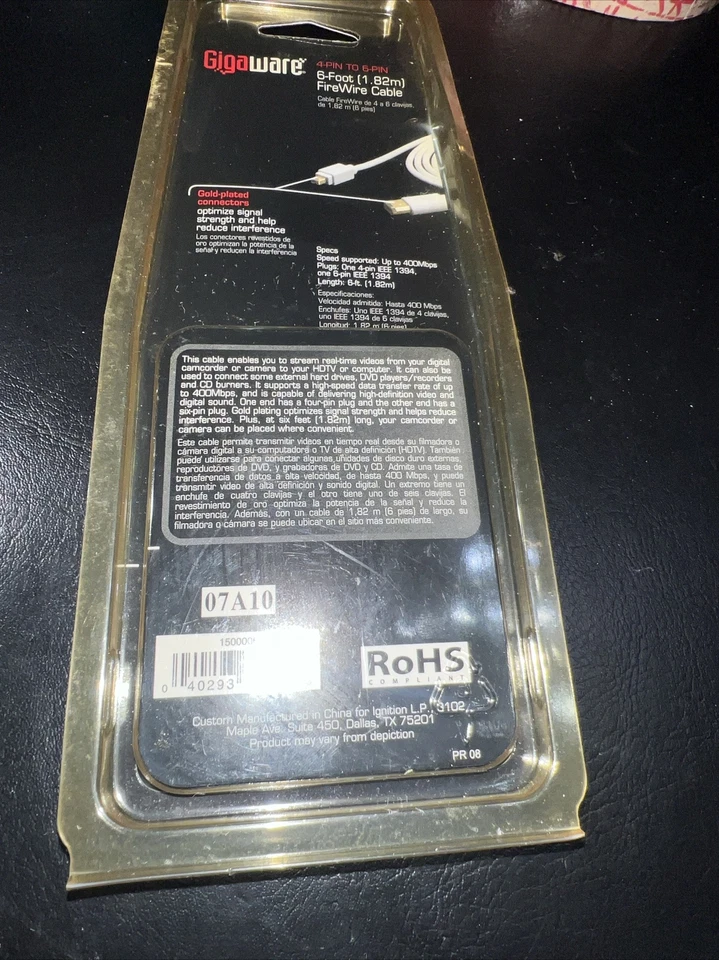 Gigaware
4-PIN TO 6-PIN
6-Foot (1.82m)
FireWire Cable
Cable FireWire de 4 a 6 clavijas,
de 1.82 m (6 pies)
Gold-plated
connectors
optimize signal
strength and help
reduce interference
Los conectores revestidos de
oro optimizan la potencia de la
señal y reducen la interferencia
Specs
Speed supported: Up to 400Mbps
Plugs: One 4-pin IEEE 1394,
one 6-pin IEEE 1394
Length: 6-ft. (1.82m)
Especificaciones:
Velocidad admitida: Hasta 400 Mbps
Enchufes: Uno IEEE 1394 de 4 clavijas,
uno IEEE 1394 de 6 clavijas
Longitud: 1.82 m (6 pies)
This cable enables you to stream real-time videos from your digital
camcorder or camera to your HDTV or computer. It can also be
used to connect some external hard drives, DVD players/recorders
and CD burners. It supports a high-speed data transfer rate of up
to 400Mbps, and is capable of delivering high-definition video and
digital sound. One end has a four-pin plug and the other end has a
six-pin plug. Gold plating optimizes signal strength and helps reduce
interference. Plus, at six feet (1.82m) long, your camcorder or
camera can be placed where convenient.
Este cable permite transmitir videos en tiempo real desde su filmadora o
cámara digital a su computadora o TV de alta definición (HDTV). También
puede utilizarse para conectar algunas unidades de disco duro externes,
reproductores de DVD, y grabadoras de DVD y CD. Admite una tasa de
transferencia de datos a alta velocidad, de hasta 400 Mbps, y puede
transmitir video de alta definición y sonido digital. Un extremo tiene un
enchufe de cuatro clavijas y el otro tiene uno de seis clavijas. El
revestimiento de oro optimiza la potencia de la señal y reduce la
interferencia. Además, con un cable de 1,82 m (6 pies) de largo, su
filmadora o cámara se puede ubicar en el sitio más conveniente.
07A10
150000
0 40293
RoHS
COMPLIANT
Custom Manufactured in China for Ignition L.P., 3102
Maple Ave. Suite 450, Dallas, TX 75201
Product may vary from depiction
PR 08